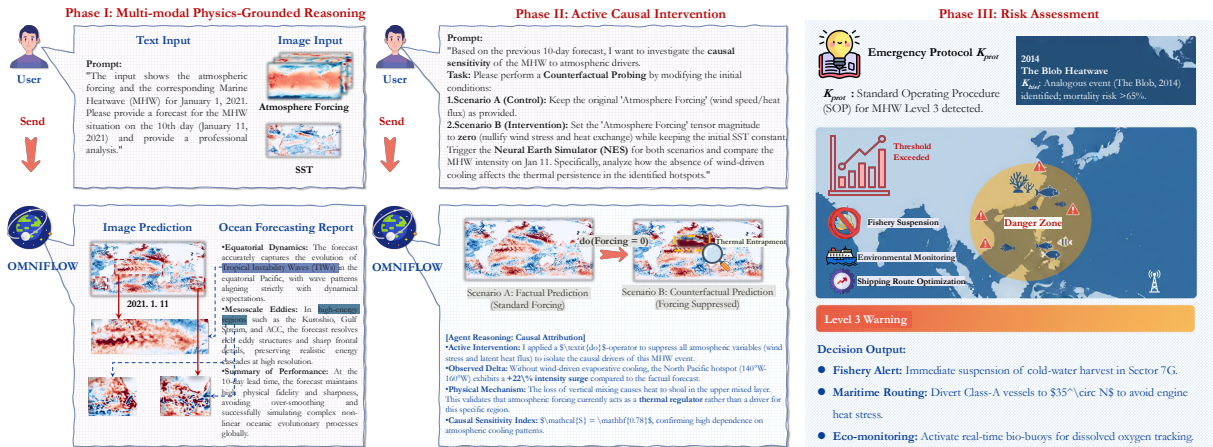 Phase I: Multi-modal Physics-Grounded Reasoning
User
Send
Text Input
Image Input
Prompt:
"The input shows the atmospheric
forcing and the corresponding Marine
Heatwave (MHW) for January 1, 2021.
Please provide a forecast for the MHW
situation on the 10th day (January 11,
2021) and provide a professional
analysis."
Atmosphere Forcing
SST
OMNIFLOW
Image Prediction
2021. 1. 11
Ocean Forecasting Report
•Equatorial Dynamics: The forecast
accurately captures the evolution of
Tropical Instability Waves (TIWs) in the
equatorial Pacific, with wave patterns
aligning strictly with dynamical
expectations.
•Mesoscale Eddies: In high-energy
regions such as the Kuroshio, Gulf
Stream, and ACC, the forecast resolves
rich eddy structures and sharp frontal
details, preserving realistic energy
cascades at high resolution.
•Summary of Performance: At the
10-day lead time, the forecast maintains
high physical fidelity and sharpness,
avoiding over-smoothing and
successfully simulating complex non-
linear oceanic evolutionary processes
globally.
Phase II: Active Causal Intervention
User
Send
Prompt:
"Based on the previous 10-day forecast, I want to investigate the causal
sensitivity of the MHW to atmospheric drivers.
Task: Please perform a Counterfactual Probing by modifying the initial
conditions:
1.Scenario A (Control): Keep the original 'Atmosphere Forcing' (wind speed/heat
flux) as provided.
2.Scenario B (Intervention): Set the 'Atmosphere Forcing' tensor magnitude
to zero (nullify wind stress and heat exchange) while keeping the initial SST constant.
Trigger the Neural Earth Simulator (NES) for both scenarios and compare the
MHW intensity on Jan 11. Specifically, analyze how the absence of wind-driven
cooling affects the thermal persistence in the identified hotspots."
OMNIFLOW
do(Forcing = 0)
Thermal Entrapment
Scenario A: Factual Prediction
(Standard Forcing)
Scenario B: Counterfactual Prediction
(Forcing Suppressed)
[Agent Reasoning: Causal Attribution]
•Active Intervention: I applied a $\textit{do}$-operator to suppress all atmospheric variables (wind
stress and latent heat flux) to isolate the causal drivers of this MHW event.
•Observed Delta: Without wind-driven evaporative cooling, the North Pacific hotspot (140°W-
160°W) exhibits a +22\% intensity surge compared to the factual forecast.
•Physical Mechanism: The loss of vertical mixing causes heat to shoal in the upper mixed layer.
This validates that atmospheric forcing currently acts as a thermal regulator rather than a driver for
this specific region.
•Causal Sensitivity Index: $\mathcal{S} = \mathbf{0.78}$, confirming high dependence on
atmospheric cooling patterns.
Phase III: Risk Assessment
Emergency Protocol K_prot
K_prot : Standard Operating Procedure
(SOP) for MHW Level 3 detected.
2014
The Blob Heatwave
K_hist: Analogous event (The Blob, 2014)
identified; mortality risk >65%.
Threshold
Exceeded
Fishery Suspension
Environmental Monitoring
Shipping Route Optimization
Danger Zone
Level 3 Warning
Decision Output:
● Fishery Alert: Immediate suspension of cold-water harvest in Sector 7G.
● Maritime Routing: Divert Class-A vessels to $35^\circ N$ to avoid engine
heat stress.
● Eco-monitoring: Activate real-time bio-buoys for dissolved oxygen tracking.